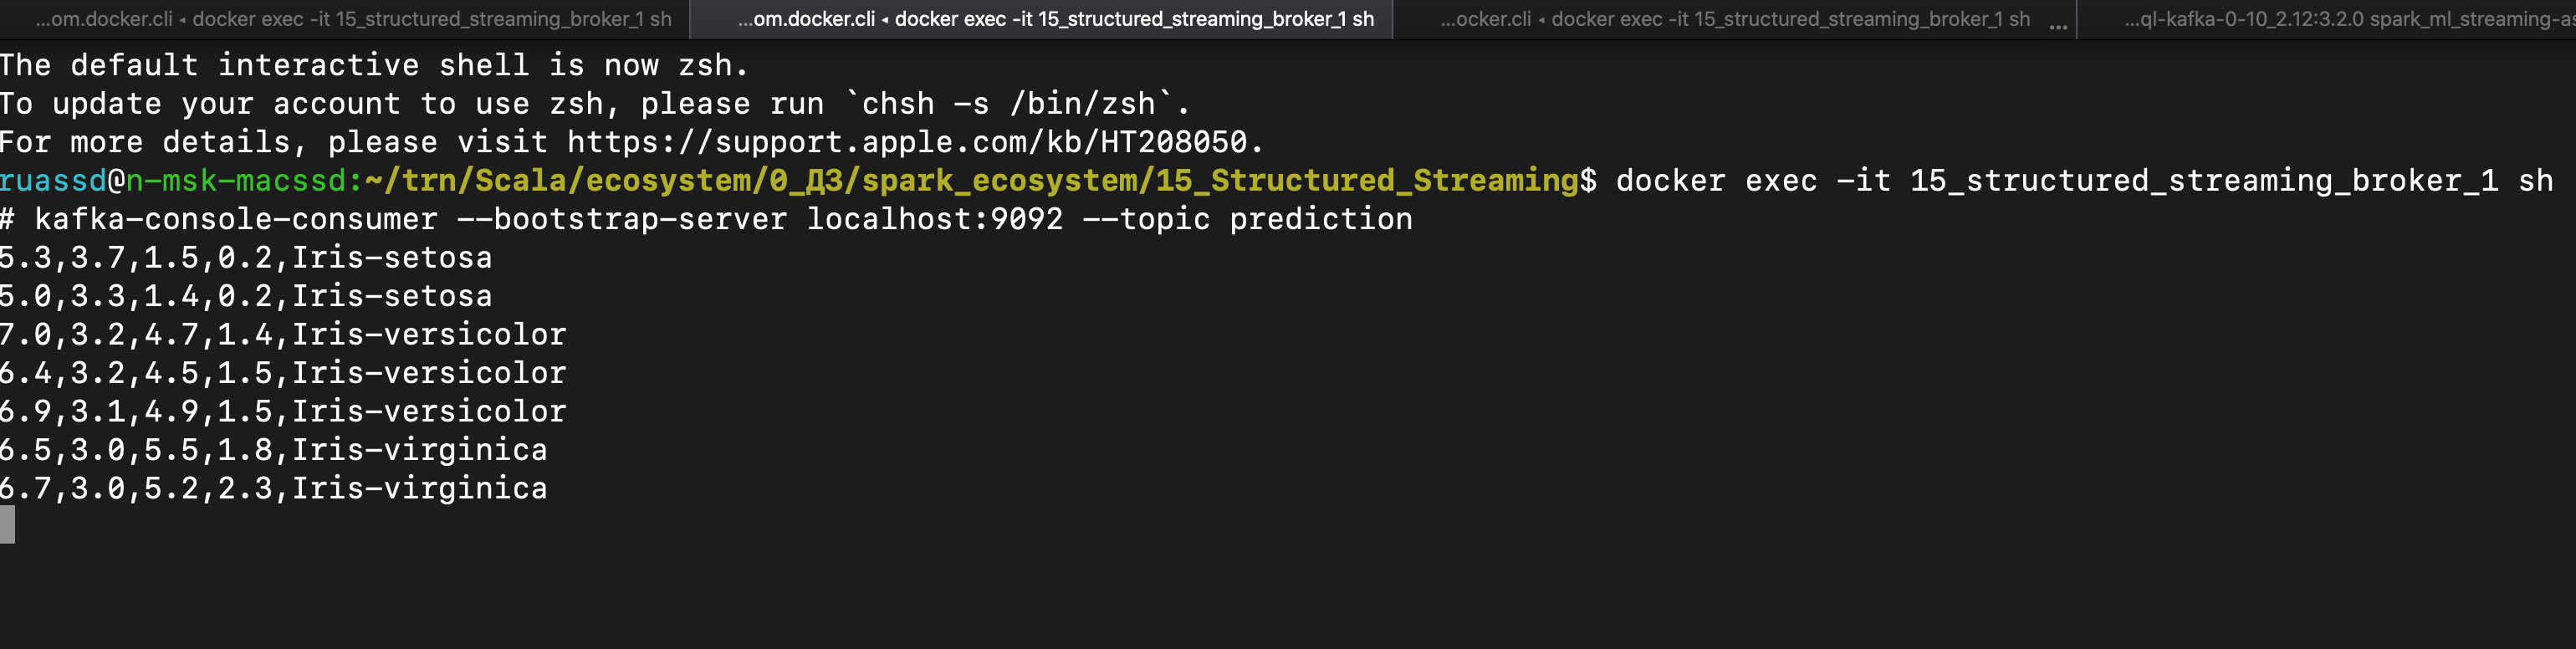 ...om.docker.cli ◂ docker exec -it 15_structured_streaming_broker_1 sh
...om.docker.cli ◂ docker exec -it 15_structured_streaming_broker_1 sh
...ocker.cli ◂ docker exec -it 15_structured_streaming_broker_1 sh ...
...ql-kafka-0-10_2.12:3.2.0 spark_ml_streaming-as
The default interactive shell is now zsh.
To update your account to use zsh, please run `chsh -s /bin/zsh`.
For more details, please visit https://support.apple.com/kb/HT208050.
ruassd@n-msk-macssd:~/trn/Scala/ecosystem/0_ДЗ/spark_ecosystem/15_Structured_Streaming$ docker exec -it 15_structured_streaming_broker_1 sh
# kafka-console-consumer --bootstrap-server localhost:9092 --topic prediction
5.3,3.7,1.5,0.2,Iris-setosa
5.0,3.3,1.4,0.2,Iris-setosa
7.0,3.2,4.7,1.4,Iris-versicolor
6.4,3.2,4.5,1.5,Iris-versicolor
6.9,3.1,4.9,1.5,Iris-versicolor
6.5,3.0,5.5,1.8,Iris-virginica
6.7,3.0,5.2,2.3,Iris-virginica